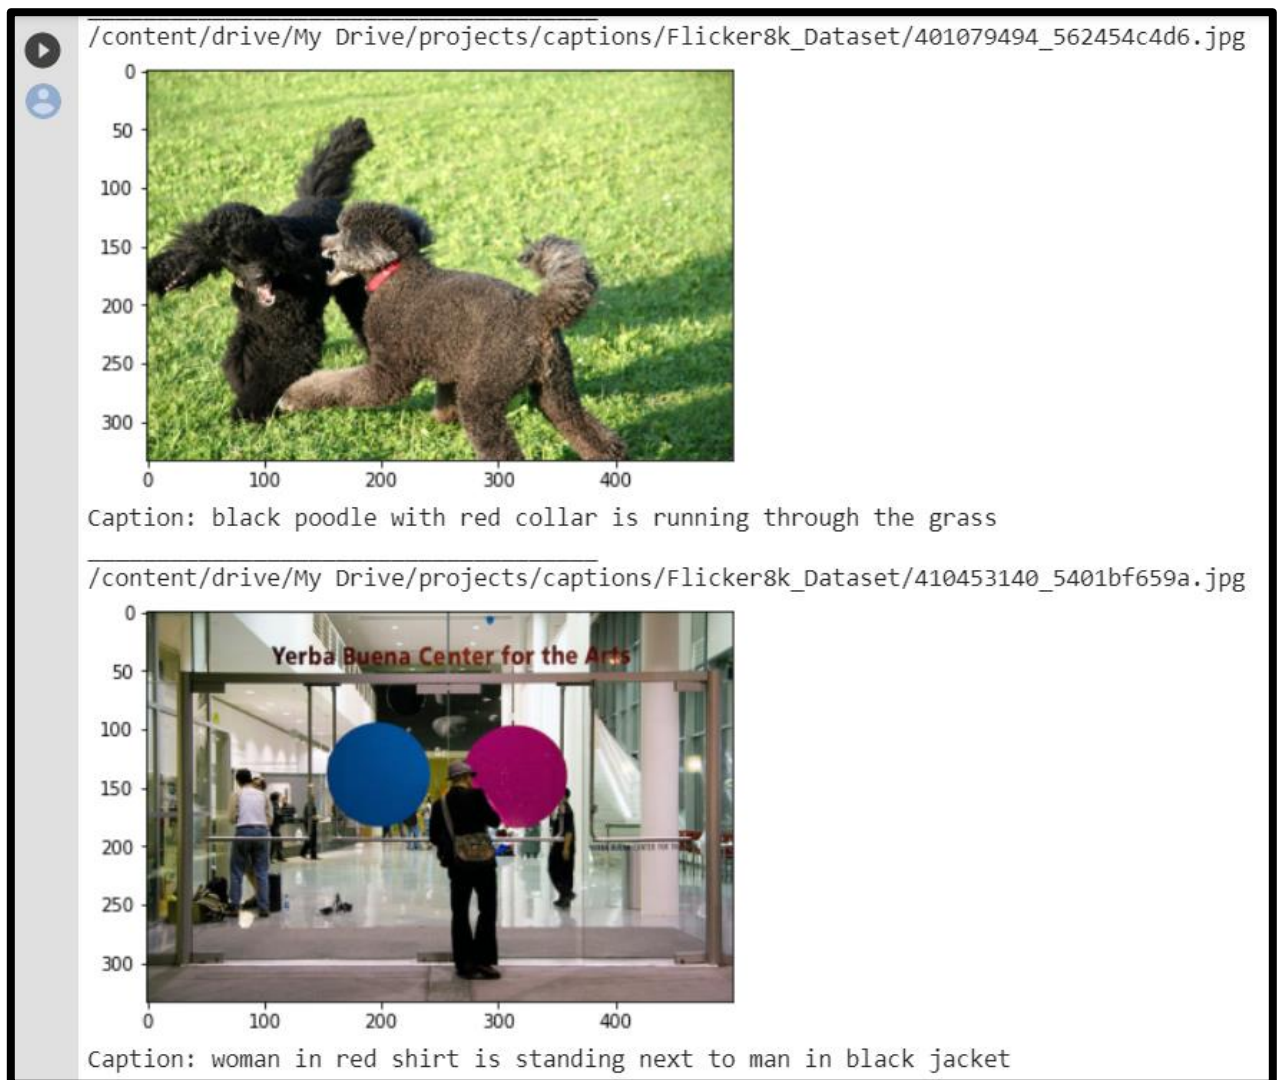 /content/drive/My Drive/projects/captions/Flicker8k_Dataset/401079494_562454c4d6.jpg
0
50
100
150
200
250
300
0 100 200 300 400
Caption: black poodle with red collar is running through the grass
/content/drive/My Drive/projects/captions/Flicker8k_Dataset/410453140_5401bf659a.jpg
0
Yerba Buena Center for the Arts
50
100
150
200
250
300
0 100 200 300 400
Caption: woman in red shirt is standing next to man in black jacket